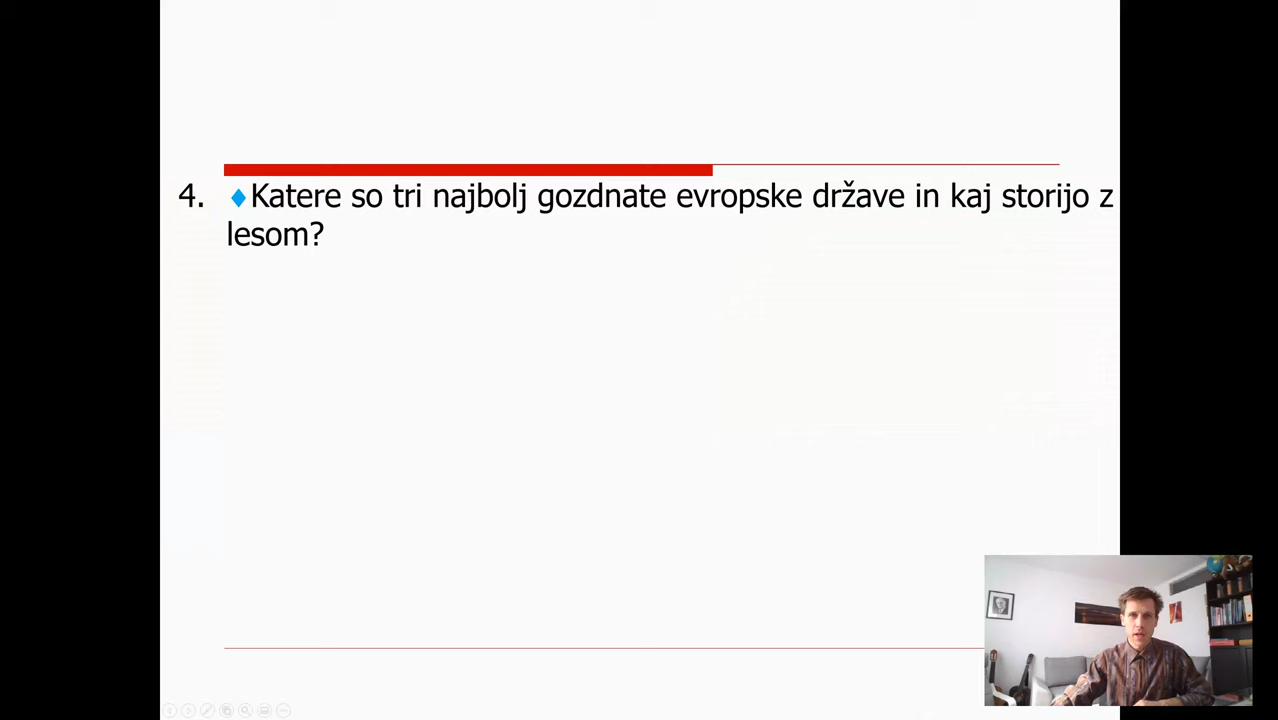 4. ♦Katere so tri najbolj gozdnate evropske države in kaj storijo z
lesom?